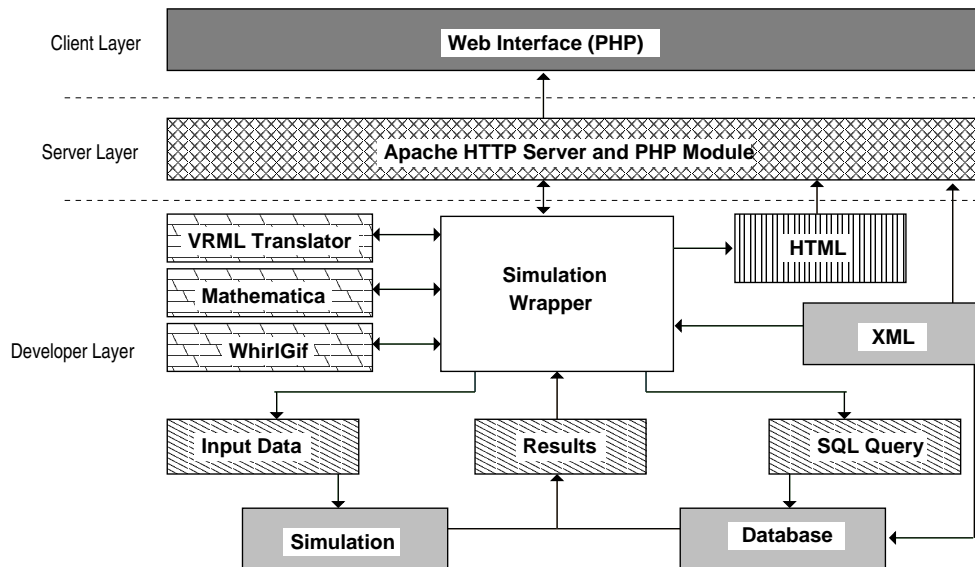 Client Layer
Web Interface (PHP)
Server Layer
Apache HTTP Server and PHP Module
VRML Translator
Simulation
Wrapper
HTML
Mathematica
Developer Layer
WhirlGif
XML
Input Data
Results
SQL Query
Simulation
Database